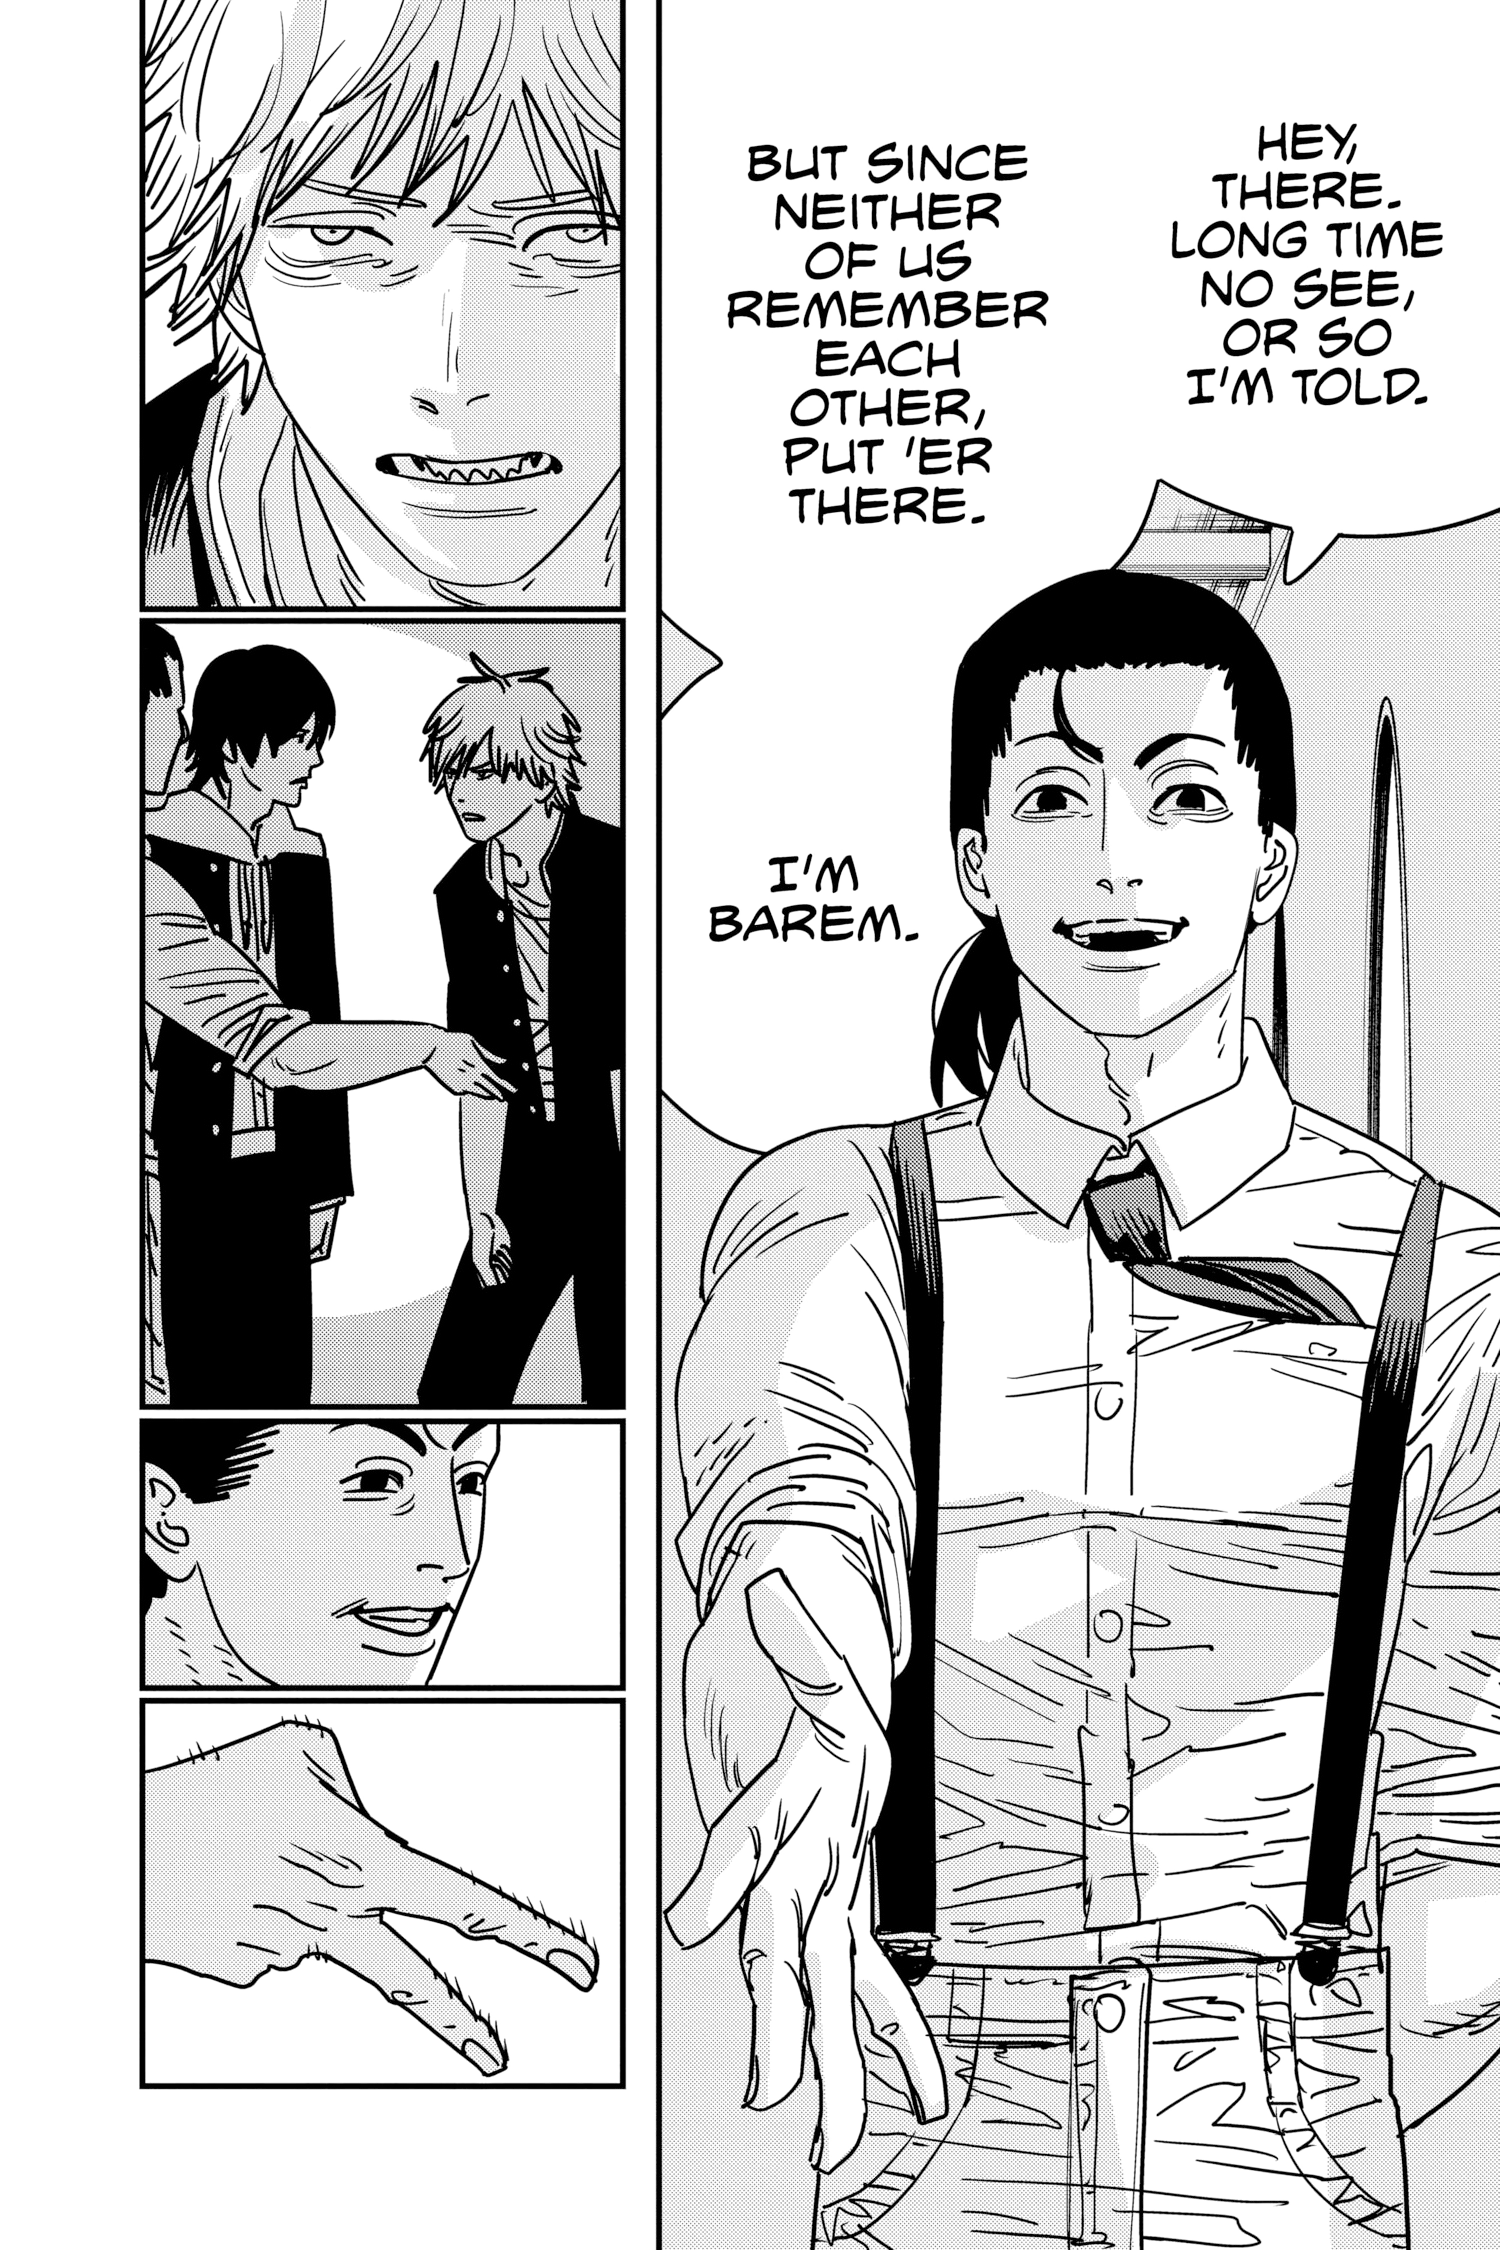 HEY,
THERE.
LONG TIME
NO SEE,
OR SO
I'M TOLD.
BUT SINCE
NEITHER
OF US
REMEMBER
EACH
OTHER,
PUT 'ER
THERE.
I'M
BAREM.